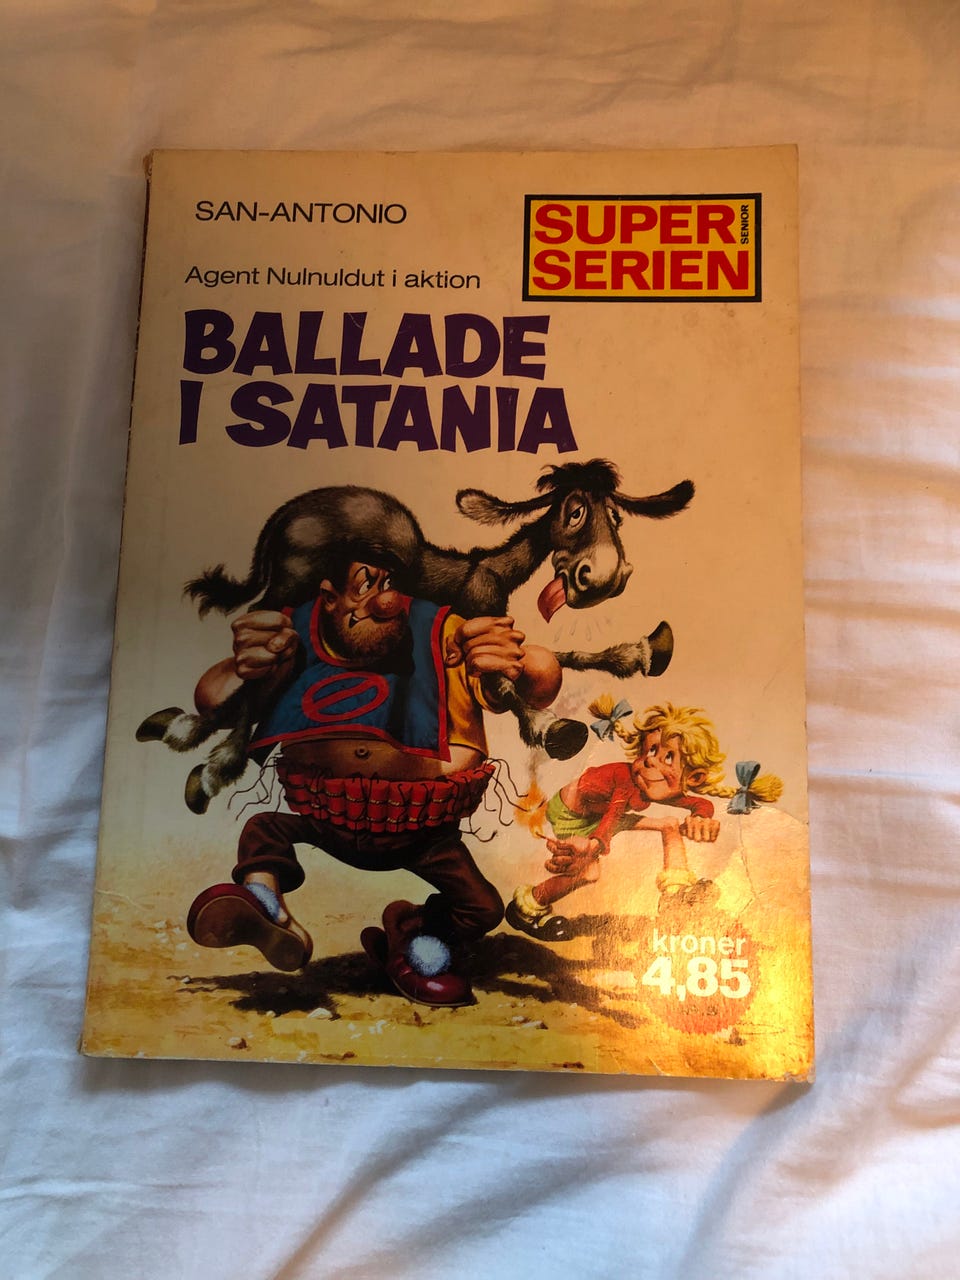 SAN-ANTONIO
SUPER SENIOR
SERIEN
Agent Nulnuldut i aktion
BALLADE
I SATANIA
kroner
4,85